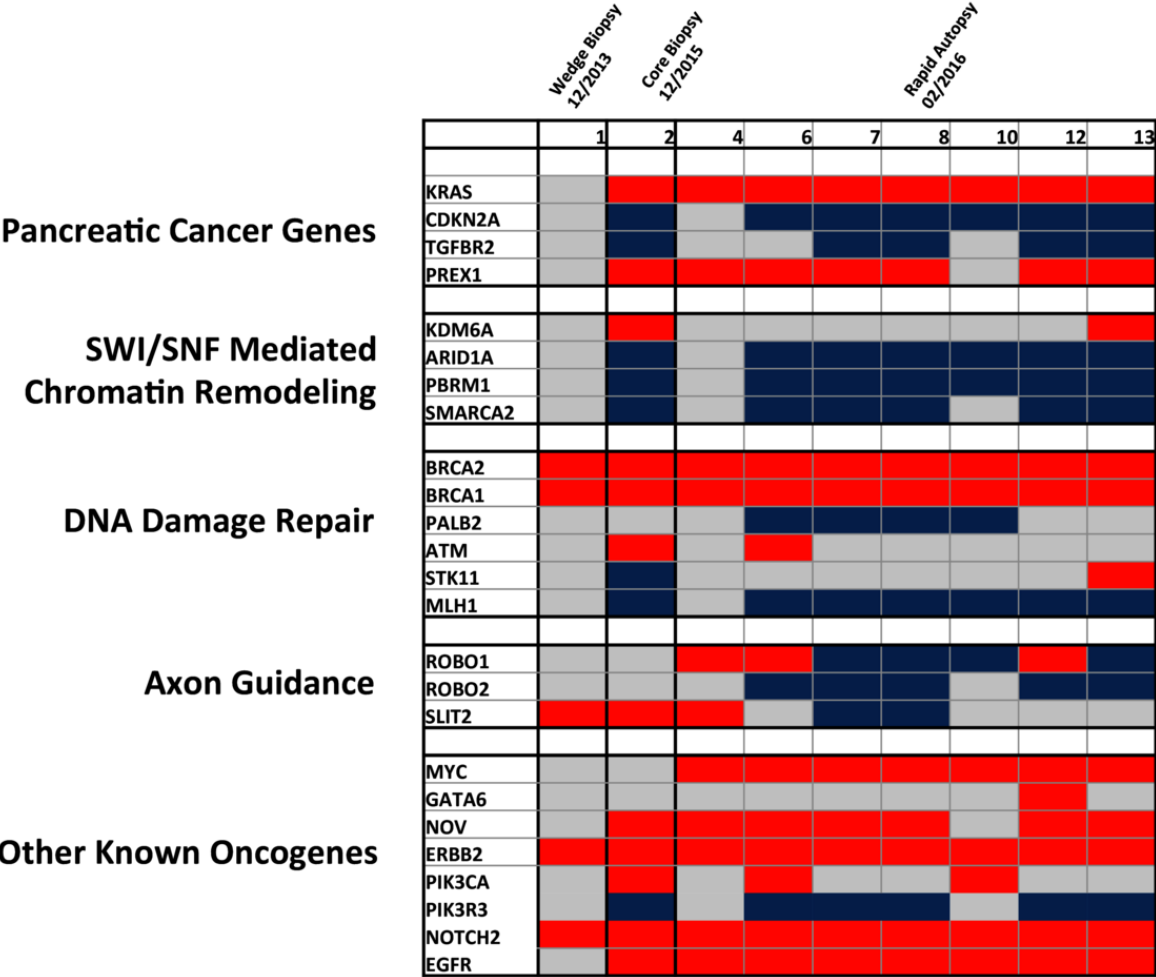 Wedge Biopsy
12/2013
Core Biopsy
12/2015
Rapid Autopsy
02/2016
1 2 4 6 7 8 10 12 13
Pancreatic Cancer Genes
KRAS
CDKN2A
TGFBR2
PREX1
SWI/SNF Mediated
Chromatin Remodeling
KDM6A
ARID1A
PBRM1
SMARCA2
DNA Damage Repair
BRCA2
BRCA1
PALB2
ATM
STK11
MLH1
Axon Guidance
ROBO1
ROBO2
SLIT2
Other Known Oncogenes
MYC
GATA6
NOV
ERBB2
PIK3CA
PIK3R3
NOTCH2
EGFR